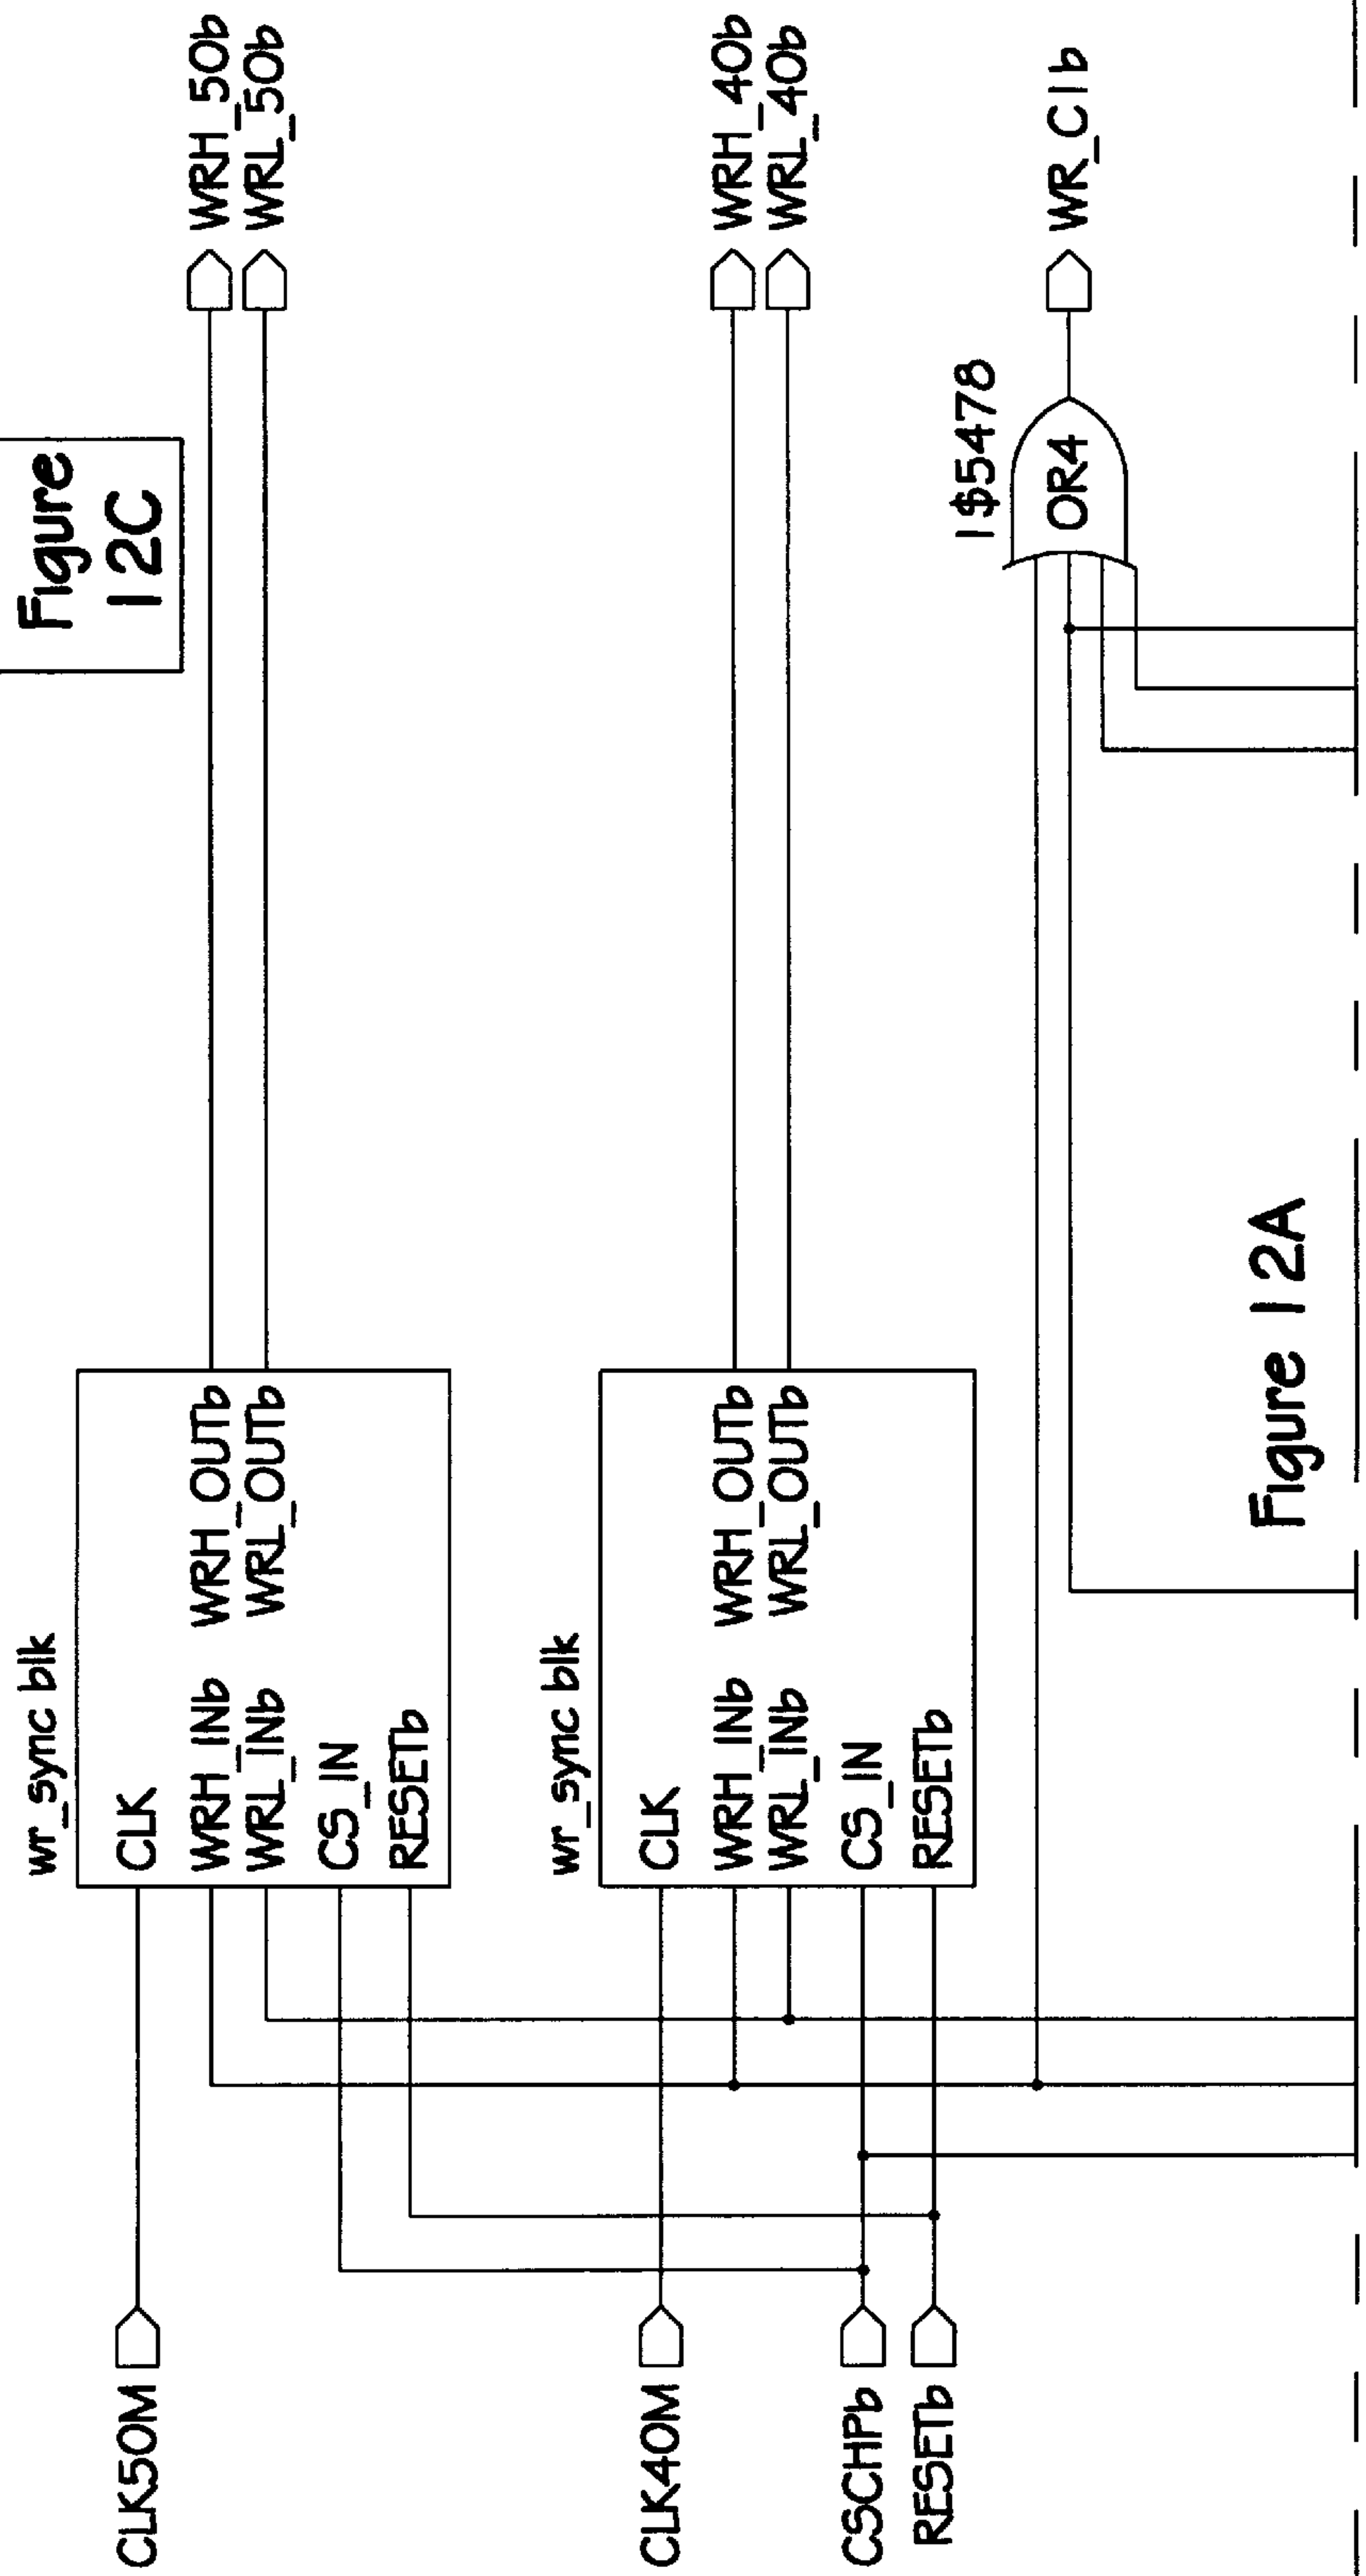 Figure
12C
wr_sync blk
CLK50M
CLK
WRH_INb
WRH_OUTb
WRH_50b
WRL_INb
WRL_OUTb
WRL_50b
CS_IN
RESETb
wr_sync blk
CLK40M
CLK
WRH_INb
WRH_OUTb
WRH_40b
WRL_INb
WRL_OUTb
WRL_40b
CSCHPb
CS_IN
RESETb
RESETb
1$5478
OR4
WR_C1b
Figure 12A